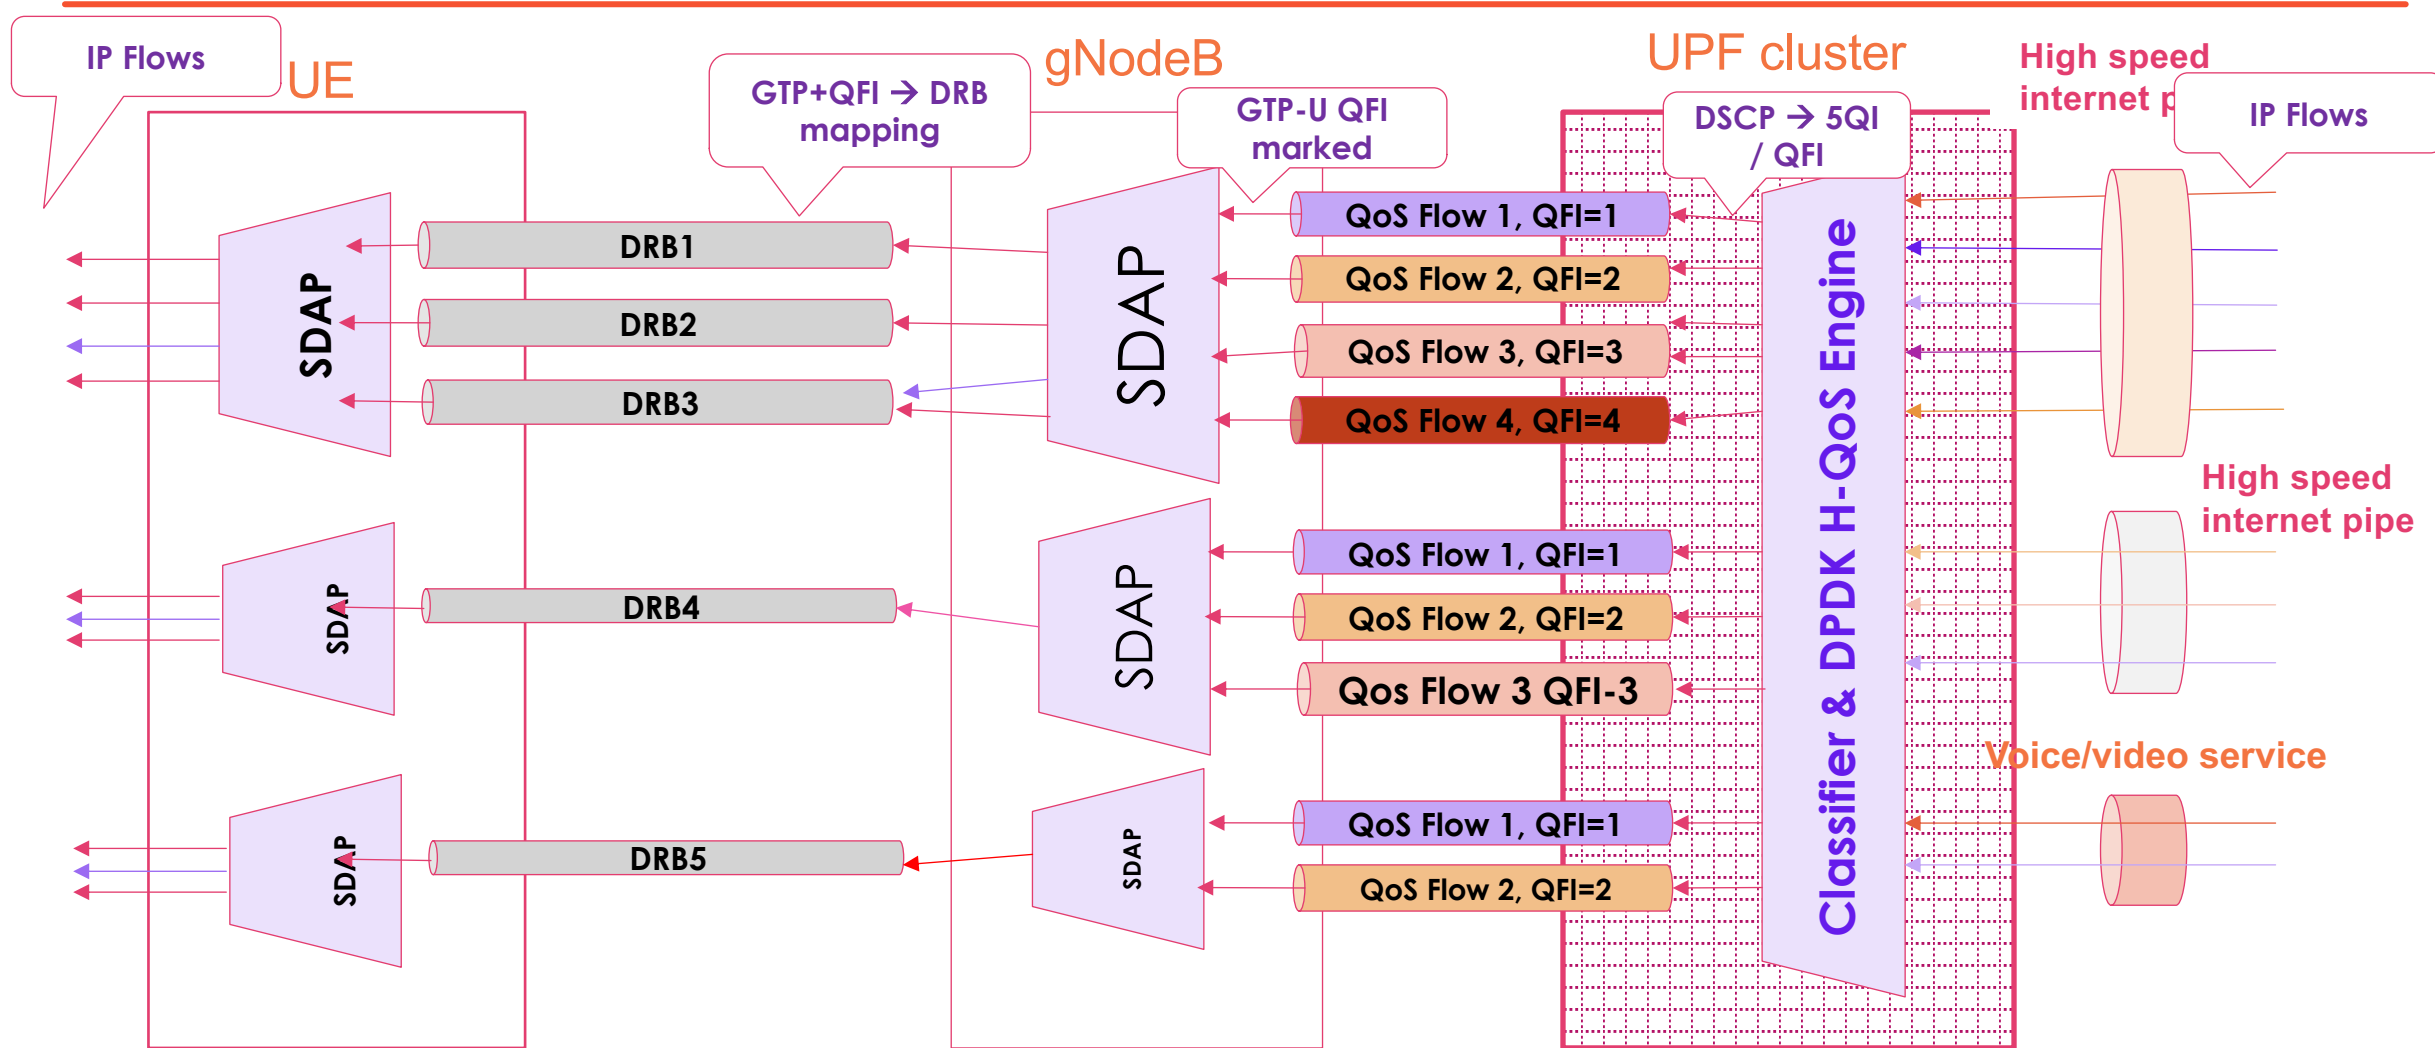 IP Flows
UE
GTP+QFI → DRB
mapping
gNodeB
GTP-U QFI
marked
UPF cluster
DSCP → 5QI
/ QFI
High speed
internet p
IP Flows
SDAP
DRB1
DRB2
DRB3
SDAP
QoS Flow 1, QFI=1
QoS Flow 2, QFI=2
QoS Flow 3, QFI=3
QoS Flow 4, QFI=4
Classifier & DPDK H-QoS Engine
High speed
internet pipe
SDAP
DRB4
SDAP
QoS Flow 1, QFI=1
QoS Flow 2, QFI=2
Qos Flow 3 QFI-3
Voice/video service
SDAP
DRB5
SDAP
QoS Flow 1, QFI=1
QoS Flow 2, QFI=2